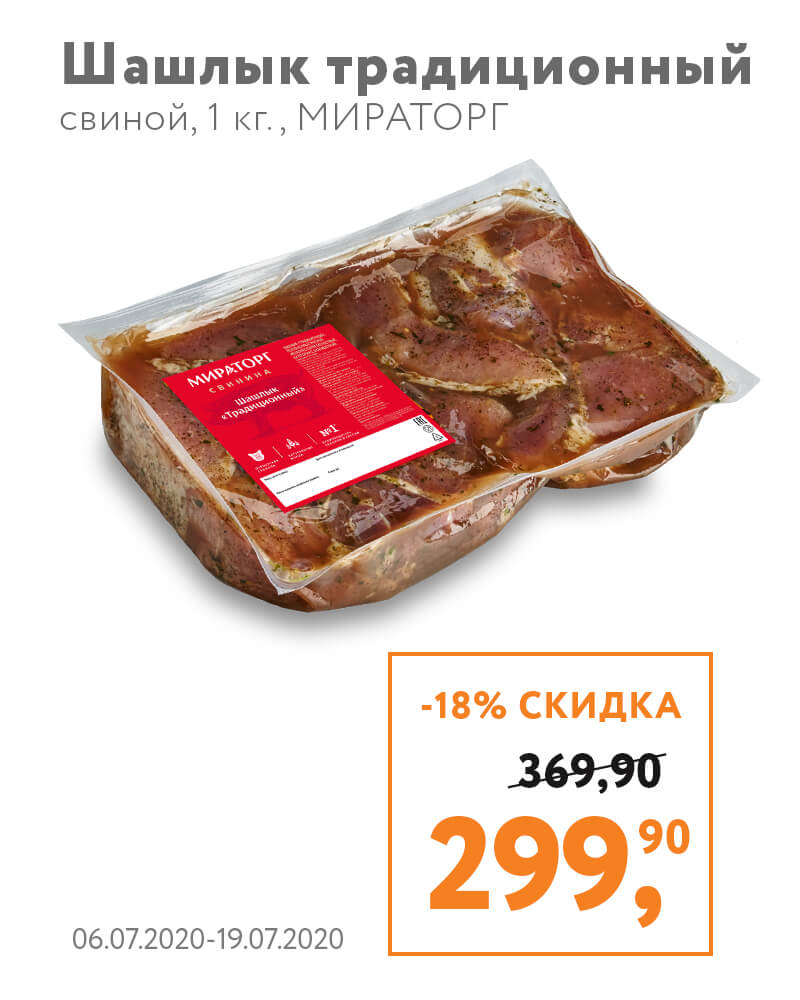 Шашлык традиционный
свиной, 1 кг., МИРАТОРГ
МИРАТОРГ
СВИНИНА
Шашлык
«Традиционный»
№1
-18% СКИДКА
369,90
299,90
06.07.2020-19.07.2020